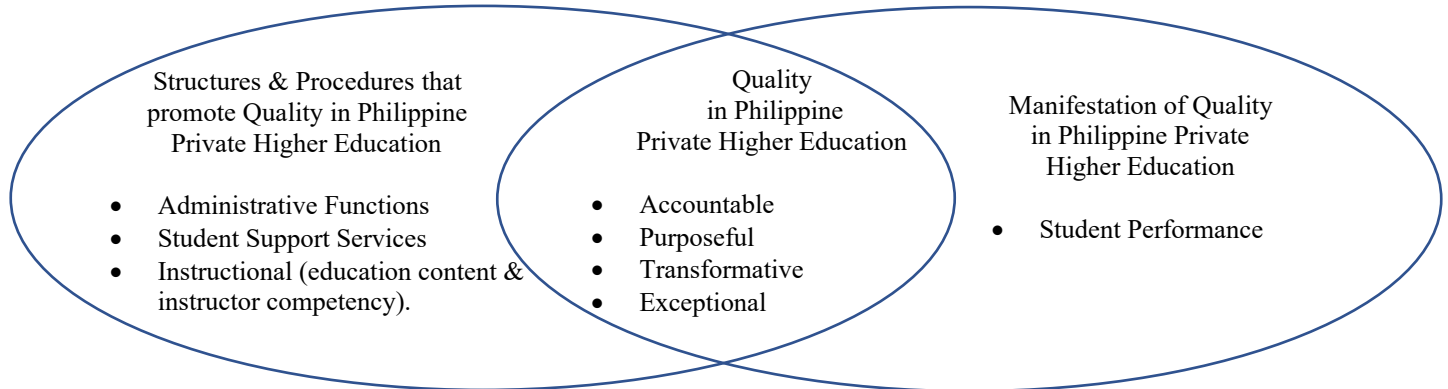 Structures & Procedures that
promote Quality in Philippine
Private Higher Education
• Administrative Functions
• Student Support Services
• Instructional (education content &
instructor competency).
Quality
in Philippine
Private Higher Education
• Accountable
• Purposeful
• Transformative
• Exceptional
Manifestation of Quality
in Philippine Private
Higher Education
• Student Performance